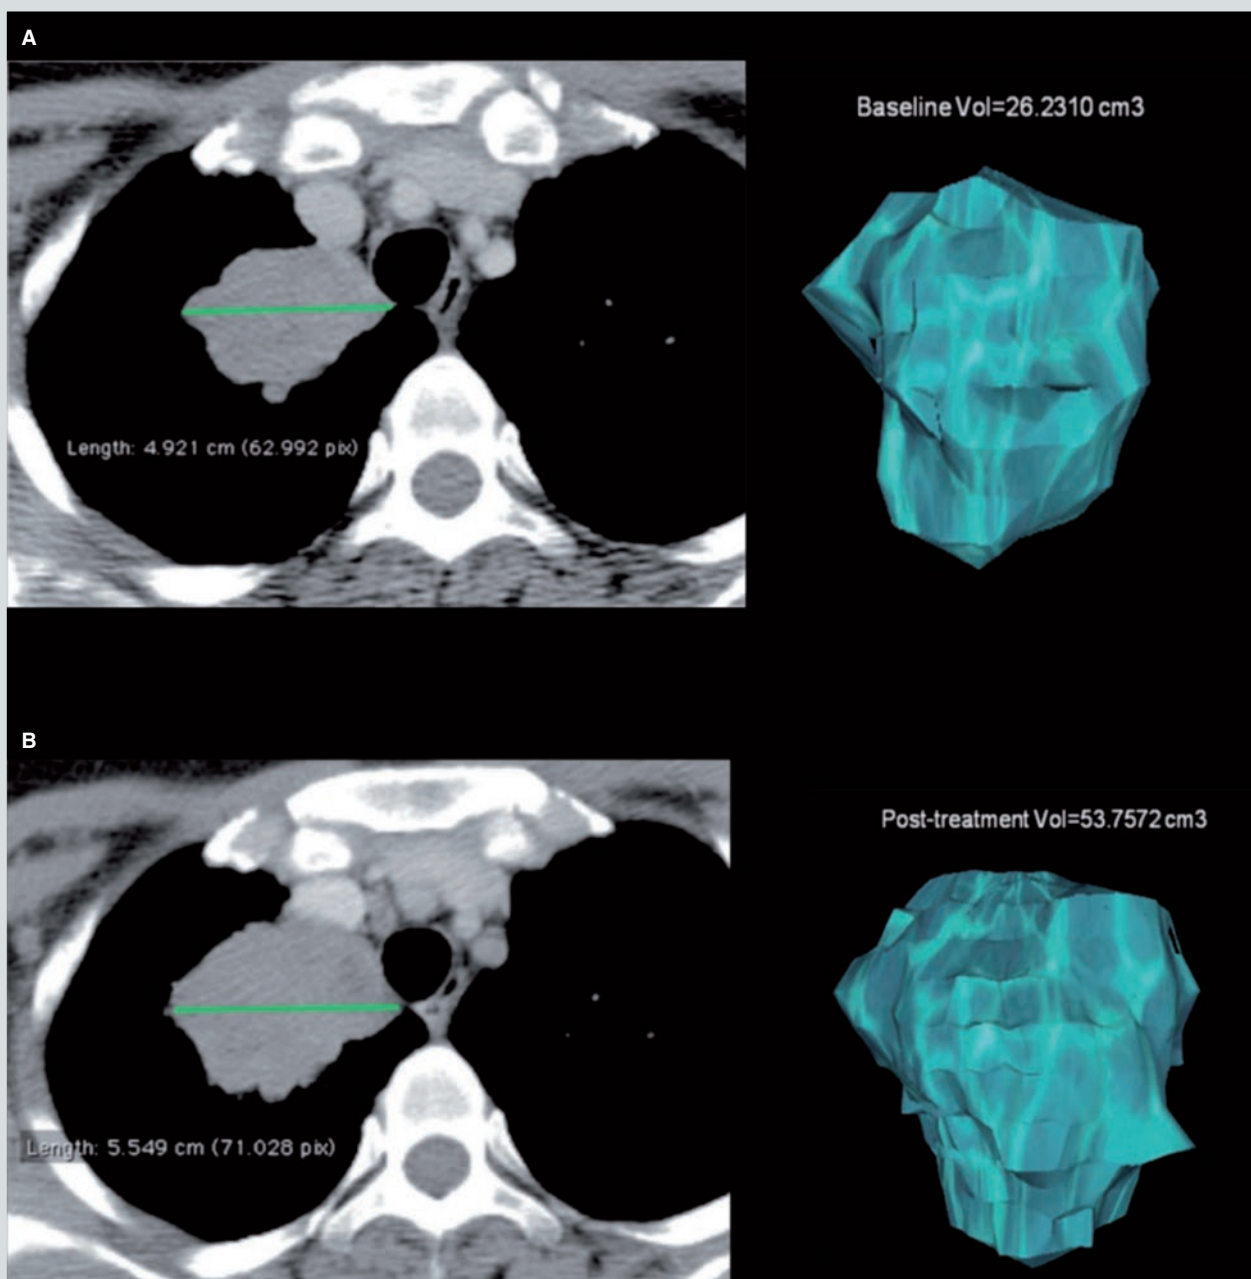 A
Baseline Vol=26.2310 cm3
Length: 4.921 cm (62.992 pix)
B
Post-treatment Vol=53.7572 cm3
Length: 5.549 cm (71.028 pix)